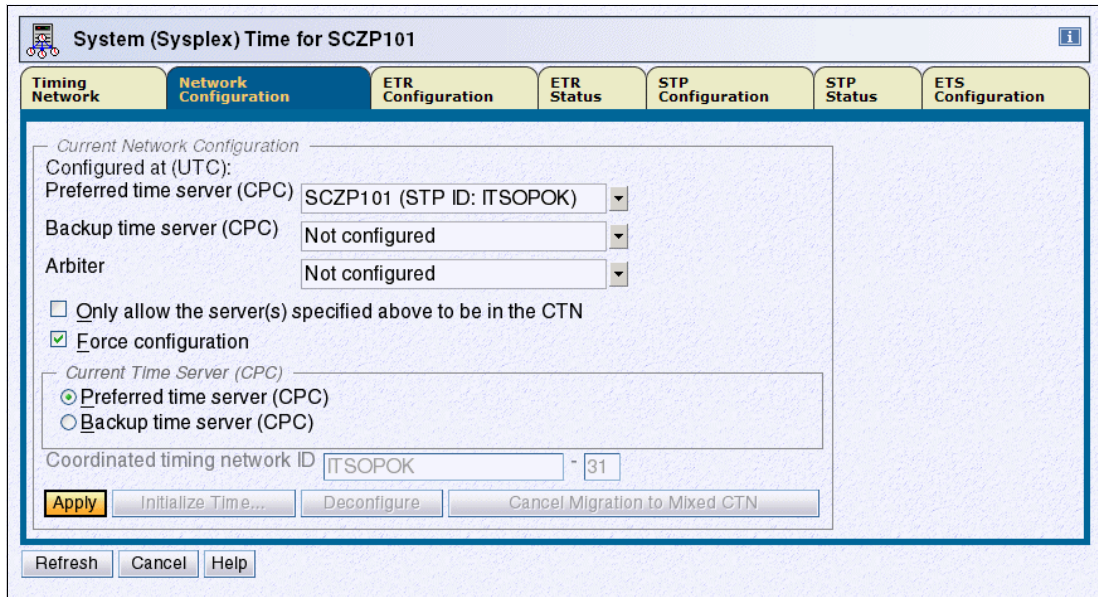 System (Sysplex) Time for SCZP101
i
Timing Network
Network Configuration
ETR Configuration
ETR Status
STP Configuration
STP Status
ETS Configuration
Current Network Configuration
Configured at (UTC):
Preferred time server (CPC) SCZP101 (STP ID: ITSOPOK)
Backup time server (CPC) Not configured
Arbiter Not configured
Only allow the server(s) specified above to be in the CTN
Force configuration
Current Time Server (CPC)
Preferred time server (CPC)
Backup time server (CPC)
Coordinated timing network ID ITSOPOK - 31
Apply Initialize Time... Deconfigure Cancel Migration to Mixed CTN
Refresh Cancel Help